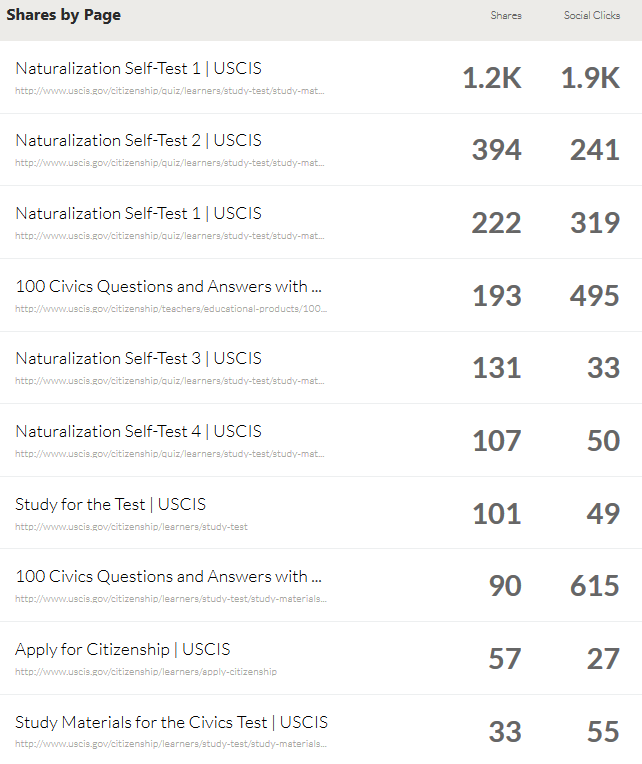 Shares by Page Shares Social Clicks
Naturalization Self-Test 1 | USCIS 1.2K 1.9K
http://www.uscis.gov/citizenship/quiz/learners/study-test/study-mat...
Naturalization Self-Test 2 | USCIS 394 241
http://www.uscis.gov/citizenship/quiz/learners/study-test/study-mat...
Naturalization Self-Test 1 | USCIS 222 319
http://www.uscis.gov/citizenship/quiz/learners/study-test/study-mat...
100 Civics Questions and Answers with ... 193 495
http://www.uscis.gov/citizenship/teachers/educational-products/100...
Naturalization Self-Test 3 | USCIS 131 33
http://www.uscis.gov/citizenship/quiz/learners/study-test/study-mat...
Naturalization Self-Test 4 | USCIS 107 50
http://www.uscis.gov/citizenship/quiz/learners/study-test/study-mat...
Study for the Test | USCIS 101 49
http://www.uscis.gov/citizenship/learners/study-test
100 Civics Questions and Answers with ... 90 615
http://www.uscis.gov/citizenship/learners/study-test/study-materials...
Apply for Citizenship | USCIS 57 27
http://www.uscis.gov/citizenship/learners/apply-citizenship
Study Materials for the Civics Test | USCIS 33 55
http://www.uscis.gov/citizenship/learners/study-test/study-materials...